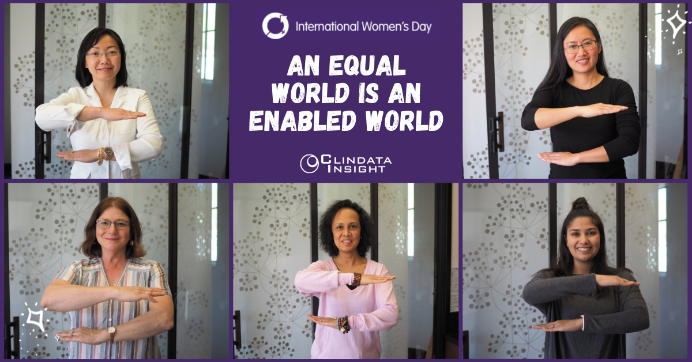 International Women's Day
AN EQUAL
WORLD IS AN
ENABLED WORLD
CLINDATA
INSIGHT